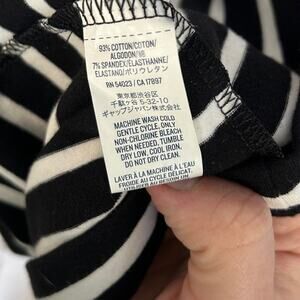 93% COTTON/COTON/
ALGODON/綿
7% SPANDEX/ELASTHANNE/
ELASTANO/ポリウレタン
RN 54023 / CA 17897
東京都渋谷区
千駄ヶ谷 5-32-10
ギャップジャパン株式会社
MACHINE WASH COLD
GENTLE CYCLE, ONLY
NON-CHLORINE BLEACH
WHEN NEEDED, TUMBLE
DRY LOW, COOL IRON,
DO NOT DRY CLEAN.
LAVER À LA MACHINE À L'EAU
FROIDE AU CYCLE DÉLICAT.